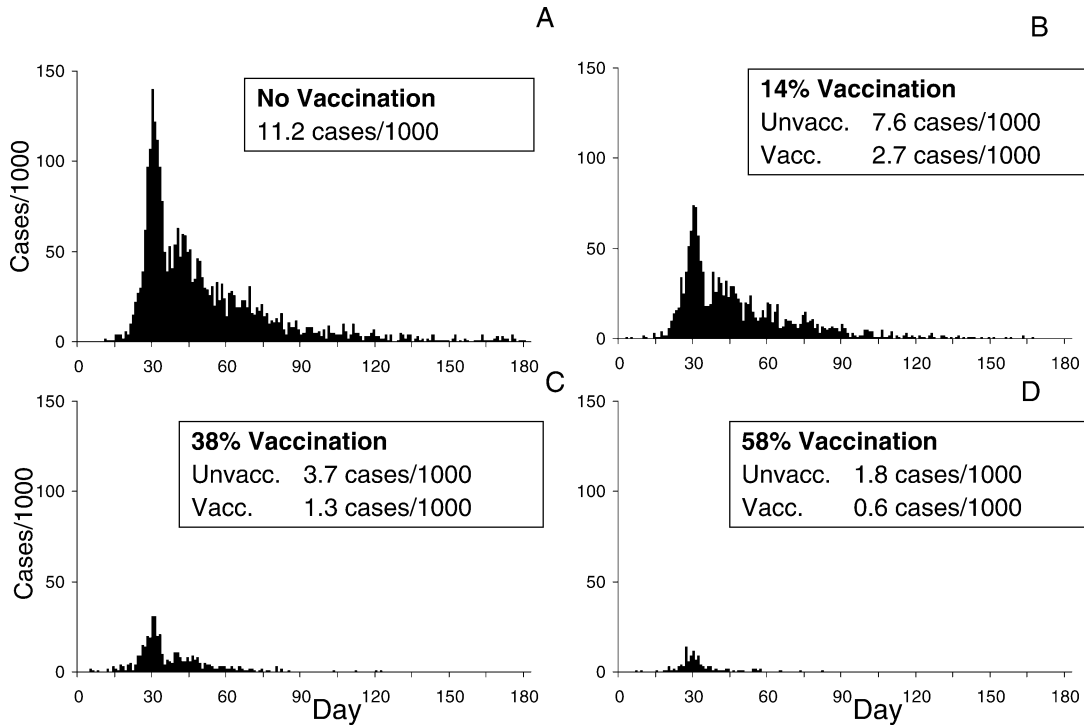 A
150
100
50
0
Cases/1000
No Vaccination
11.2 cases/1000
0 30 60 90 120 150 180
B
150
100
50
0
14% Vaccination
Unvacc. 7.6 cases/1000
Vacc. 2.7 cases/1000
0 30 60 90 120 150 180
C
150
100
50
0
Cases/1000
38% Vaccination
Unvacc. 3.7 cases/1000
Vacc. 1.3 cases/1000
0 30 60 90 120 150 180
Day
D
150
100
50
0
58% Vaccination
Unvacc. 1.8 cases/1000
Vacc. 0.6 cases/1000
0 30 60 90 120 150 180
Day